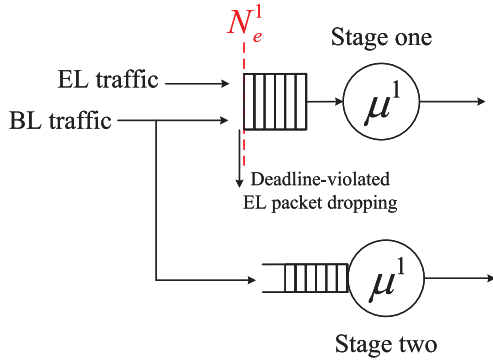 N_e^1
Stage one
EL traffic
BL traffic
μ^1
Deadline-violated
EL packet dropping
μ^1
Stage two